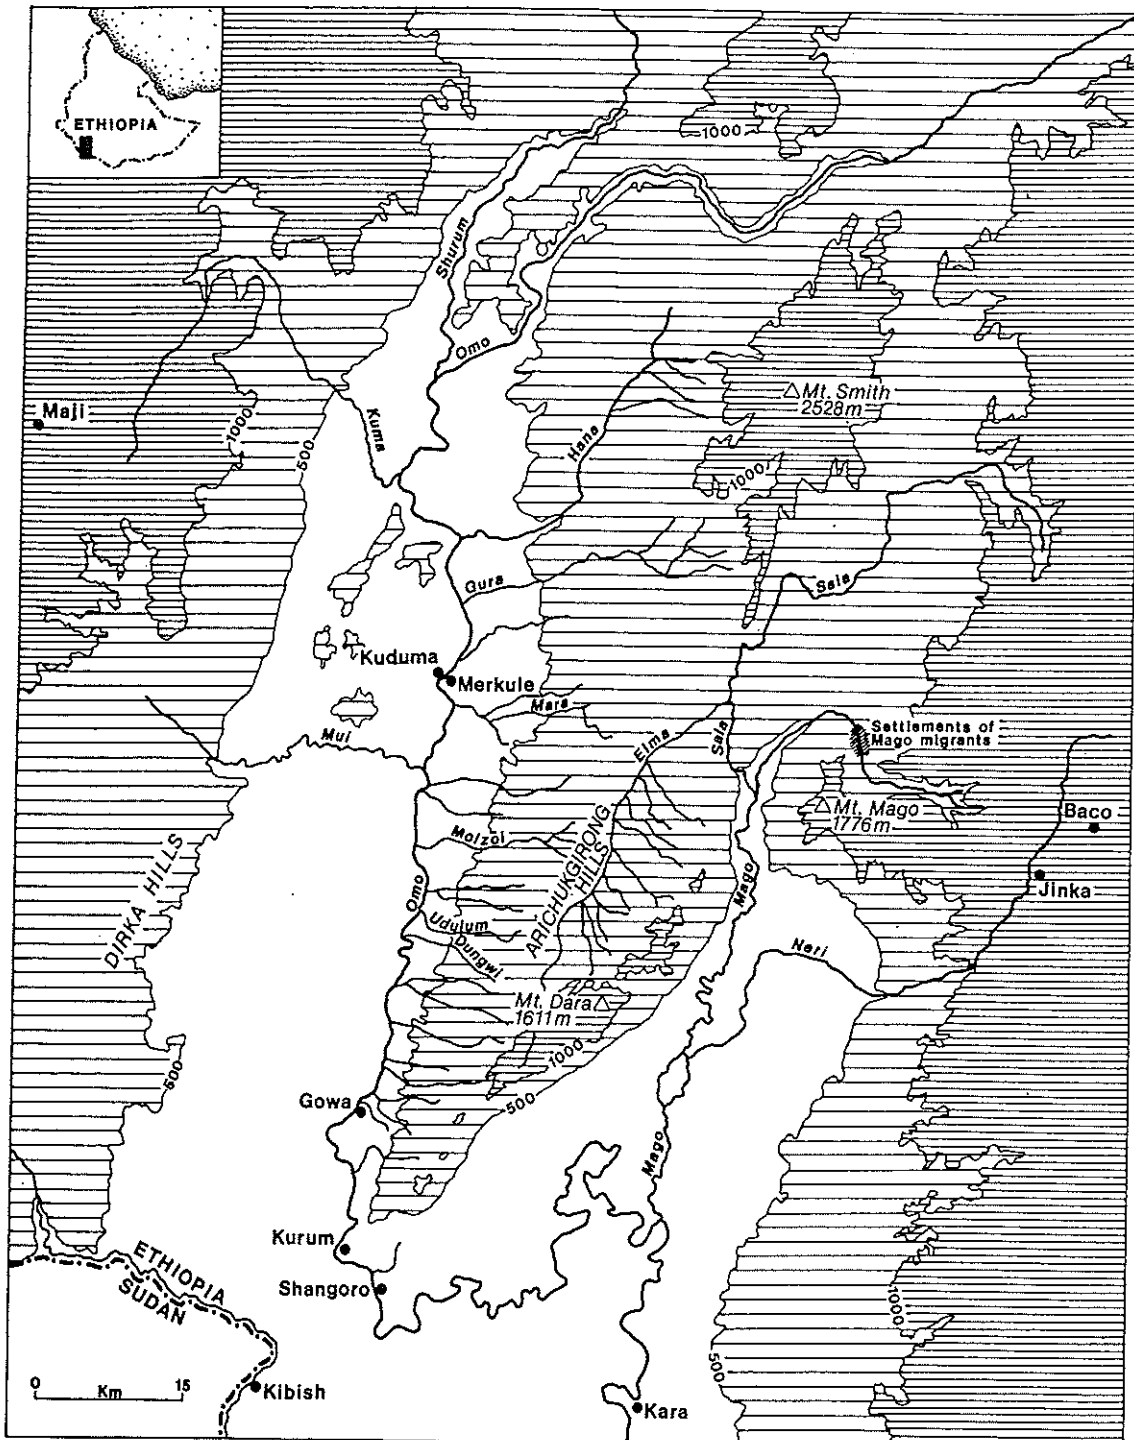 ETHIOPIA
1000
Shurum
Omo
Mt. Smith
2528m
Maji
1000
Kuma
500
Hana
1000
Gura
Sala
Kuduma
Merkule
Mara
Mui
Elma
Sala
Settlements of
Mago migrants
Mt. Mago
1776m
Baco
Molzoi
ARICHUKGIRONG
HILLS
Mago
Jinka
DIRKA HILLS
Omo
Udulum
Dungwi
Neri
Mt. Dara
1611m
1000
500
500
Gowa
Mago
Kurum
ETHIOPIA
SUDAN
Shangoro
1000
500
0 Km 15
Kibish
Kara